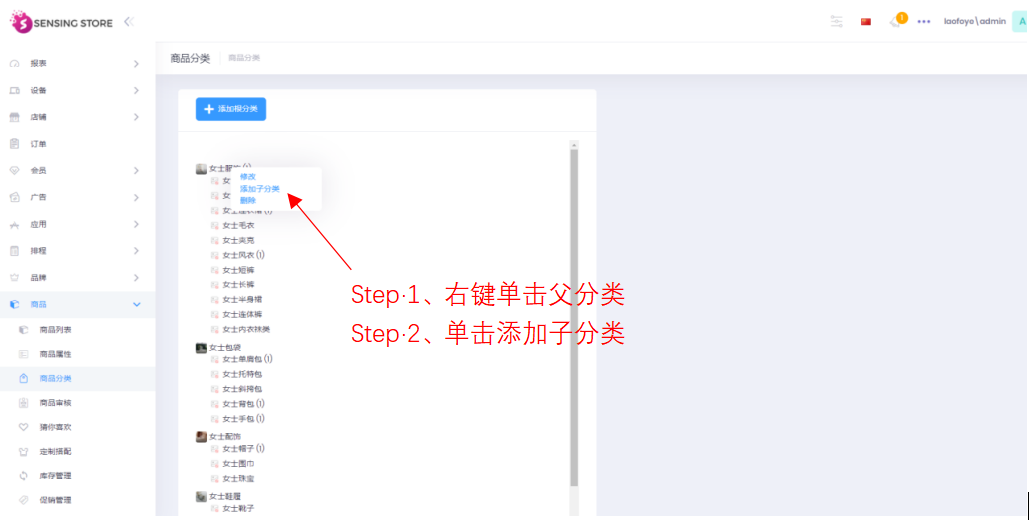 SENSING STORE
1
laofoye\admin
A
报表
设备
店铺
订单
会员
广告
应用
排程
品牌
商品
商品列表
商品属性
商品分类
商品审核
猜你喜欢
定制搭配
库存管理
促销管理
商品分类
商品分类
添加根分类
女士服饰(1)
修改
女
添加子分类
女
删除
女士毛衣
女士夹克
女士风衣(1)
女士短裤
女士长裤
女士半身裙
女士连体裤
女士内衣袜类
女士包袋
女士单肩包(1)
女士托特包
女士斜挎包
女士背包(1)
女士手包(1)
女士配饰
女士帽子(1)
女士围巾
女士珠宝
女士鞋履
女士靴子
Step·1、右键单击父分类
Step·2、单击添加子分类